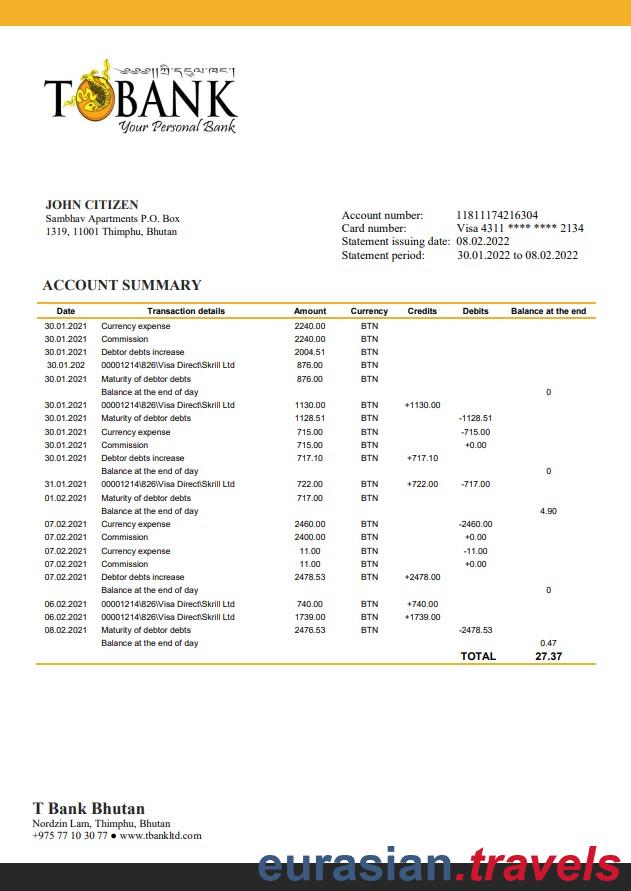 T BANK
Your Personal Bank
JOHN CITIZEN
Sambhav Apartments P.O. Box
1319, 11001 Thimphu, Bhutan
Account number: 11811174216304
Card number: Visa 4311 **** **** 2134
Statement issuing date: 08.02.2022
Statement period: 30.01.2022 to 08.02.2022
ACCOUNT SUMMARY
Date Transaction details Amount Currency Credits Debits Balance at the end
30.01.2021 Currency expense 2240.00 BTN
30.01.2021 Commission 2240.00 BTN
30.01.2021 Debtor debts increase 2004.51 BTN
30.01.202 00001214\826\Visa Direct\Skrill Ltd 876.00 BTN
30.01.2021 Maturity of debtor debts 876.00 BTN
Balance at the end of day 0
30.01.2021 00001214\826\Visa Direct\Skrill Ltd 1130.00 BTN +1130.00
30.01.2021 Maturity of debtor debts 1128.51 BTN -1128.51
30.01.2021 Currency expense 715.00 BTN -715.00
30.01.2021 Commission 715.00 BTN +0.00
30.01.2021 Debtor debts increase 717.10 BTN +717.10
Balance at the end of day 0
31.01.2021 00001214\826\Visa Direct\Skrill Ltd 722.00 BTN +722.00 -717.00
01.02.2021 Maturity of debtor debts 717.00 BTN
Balance at the end of day 4.90
07.02.2021 Currency expense 2460.00 BTN -2460.00
07.02.2021 Commission 2400.00 BTN +0.00
07.02.2021 Currency expense 11.00 BTN -11.00
07.02.2021 Commission 11.00 BTN +0.00
07.02.2021 Debtor debts increase 2478.53 BTN +2478.00
Balance at the end of day 0
06.02.2021 00001214\826\Visa Direct\Skrill Ltd 740.00 BTN +740.00
06.02.2021 00001214\826\Visa Direct\Skrill Ltd 1739.00 BTN +1739.00
08.02.2021 Maturity of debtor debts 2476.53 BTN -2478.53
Balance at the end of day 0.47
TOTAL 27.37
T Bank Bhutan
Nordzin Lam, Thimphu, Bhutan
+975 77 10 30 77 ● www.tbankltd.com
eurasian.travels